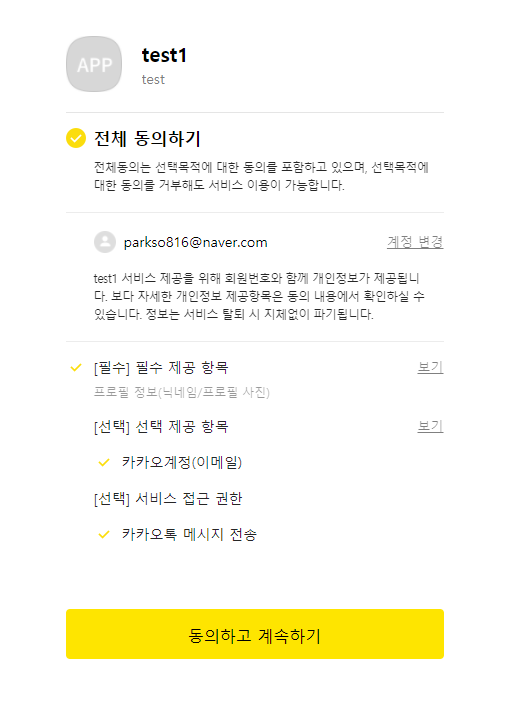 APP
test1
test
전체 동의하기
전체동의는 선택목적에 대한 동의를 포함하고 있으며, 선택목적에
대한 동의를 거부해도 서비스 이용이 가능합니다.
parkso816@naver.com 계정 변경
test1 서비스 제공을 위해 회원번호와 함께 개인정보가 제공됩니
다. 보다 자세한 개인정보 제공항목은 동의 내용에서 확인하실 수
있습니다. 정보는 서비스 탈퇴 시 지체없이 파기됩니다.
[필수] 필수 제공 항목 보기
프로필 정보(닉네임/프로필 사진)
[선택] 선택 제공 항목 보기
카카오계정(이메일)
[선택] 서비스 접근 권한
카카오톡 메시지 전송
동의하고 계속하기